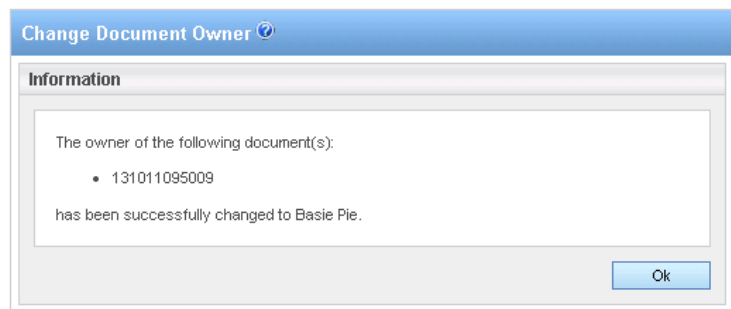 Change Document Owner
Information
The owner of the following document(s):
• 131011095009
has been successfully changed to Basie Pie.
Ok